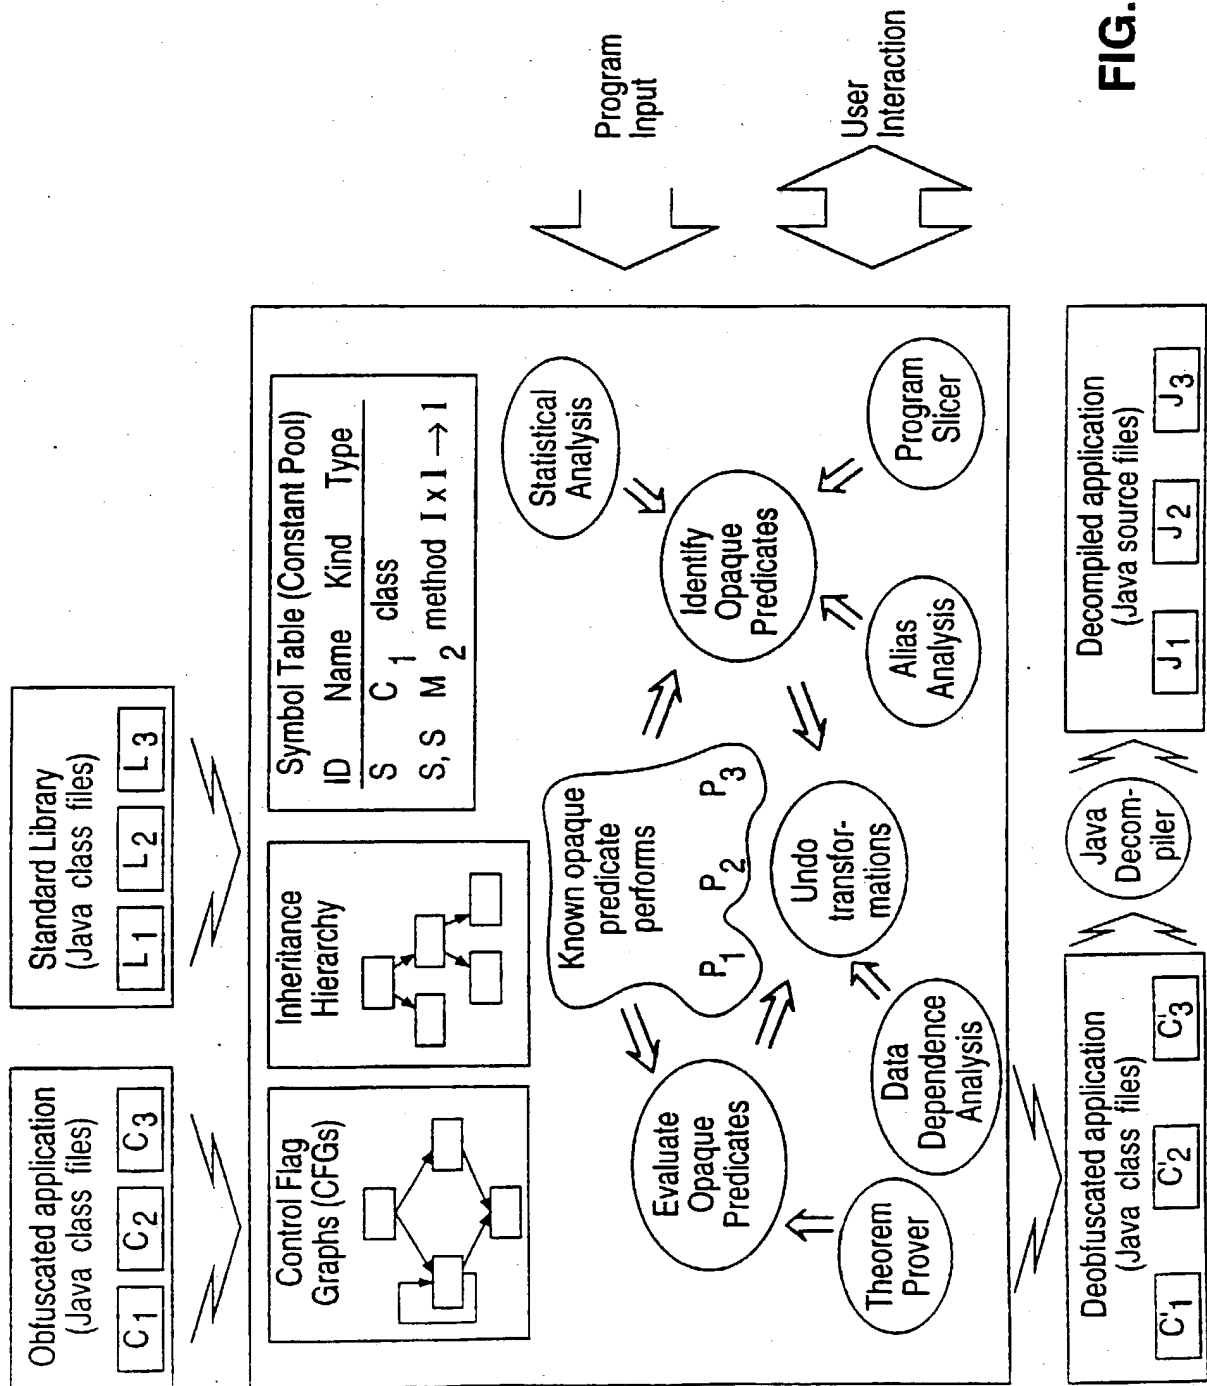 Obfuscated application
(Java class files)
C1 C2 C3
Standard Library
(Java class files)
L1 L2 L3
Control Flag
Graphs (CFGs)
Inheritance
Hierarchy
Symbol Table (Constant Pool)
ID Name Kind Type
S C1 class
S, S M2 method I x 1 → 1
Program
Input
User
Interaction
Known opaque
predicate
performs
P1 P2 P3
Statistical
Analysis
Evaluate
Opaque
Predicates
Identify
Opaque
Predicates
Undo
transfor-
mations
Theorem
Prover
Data
Dependence
Analysis
Alias
Analysis
Program
Slicer
Deobfuscated application
(Java class files)
C'1 C'2 C'3
Java
Decom-
piler
Decompiled application
(Java source files)
J1 J2 J3
FIG.